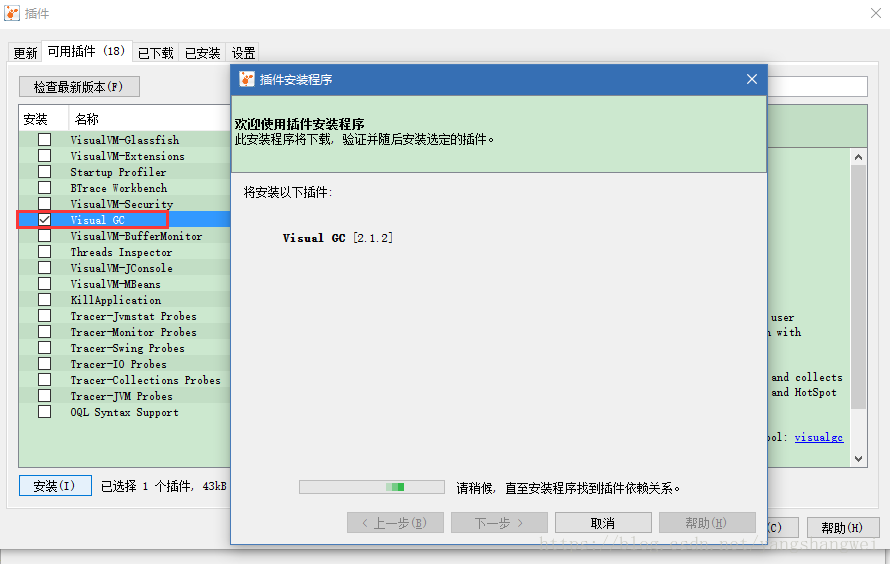 插件
更新 可用插件 (18) 已下载 已安装 设置
检查最新版本(F)
安装 名称
VisualVM-Glassfish
VisualVM-Extensions
Startup Profiler
BTrace Workbench
VisualVM-Security
Visual GC
VisualVM-BufferMonitor
Threads Inspector
VisualVM-JConsole
VisualVM-MBeans
KillApplication
Tracer-Jvmstat Probes
Tracer-Monitor Probes
Tracer-Swing Probes
Tracer-IO Probes
Tracer-Collections Probes
Tracer-JVM Probes
OQL Syntax Support
安装(I) 已选择 1 个插件, 43kB
插件安装程序
欢迎使用插件安装程序
此安装程序将下载, 验证并随后安装选定的插件。
将安装以下插件:
Visual GC [2.1.2]
请稍候, 直至安装程序找到插件依赖关系。
< 上一步(B) 下一步 > 取消 帮助(H)
user
with
and collects
and HotSpot
ool: visualgc
(C) 帮助(H)
https://blog.csdn.net/yangshangwei